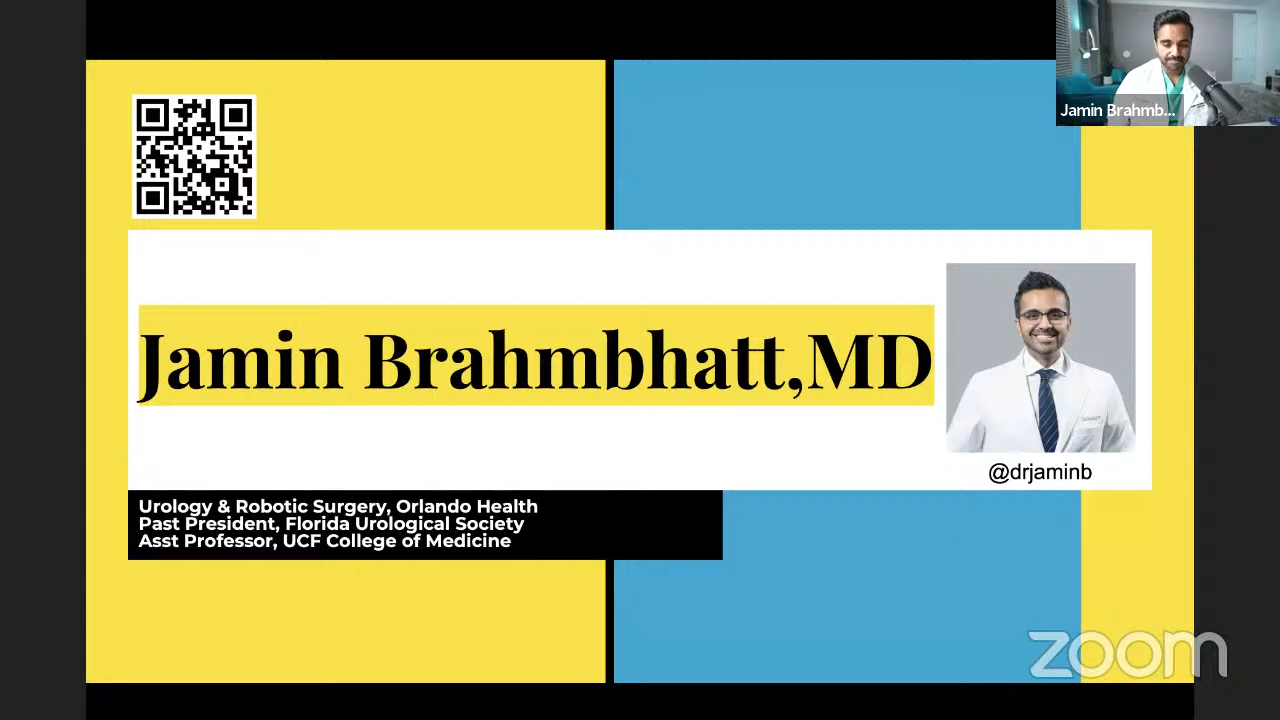 Jamin Brahmb...
Jamin Brahmbhatt,MD
@drjaminb
Urology & Robotic Surgery, Orlando Health
Past President, Florida Urological Society
Asst Professor, UCF College of Medicine
zoom